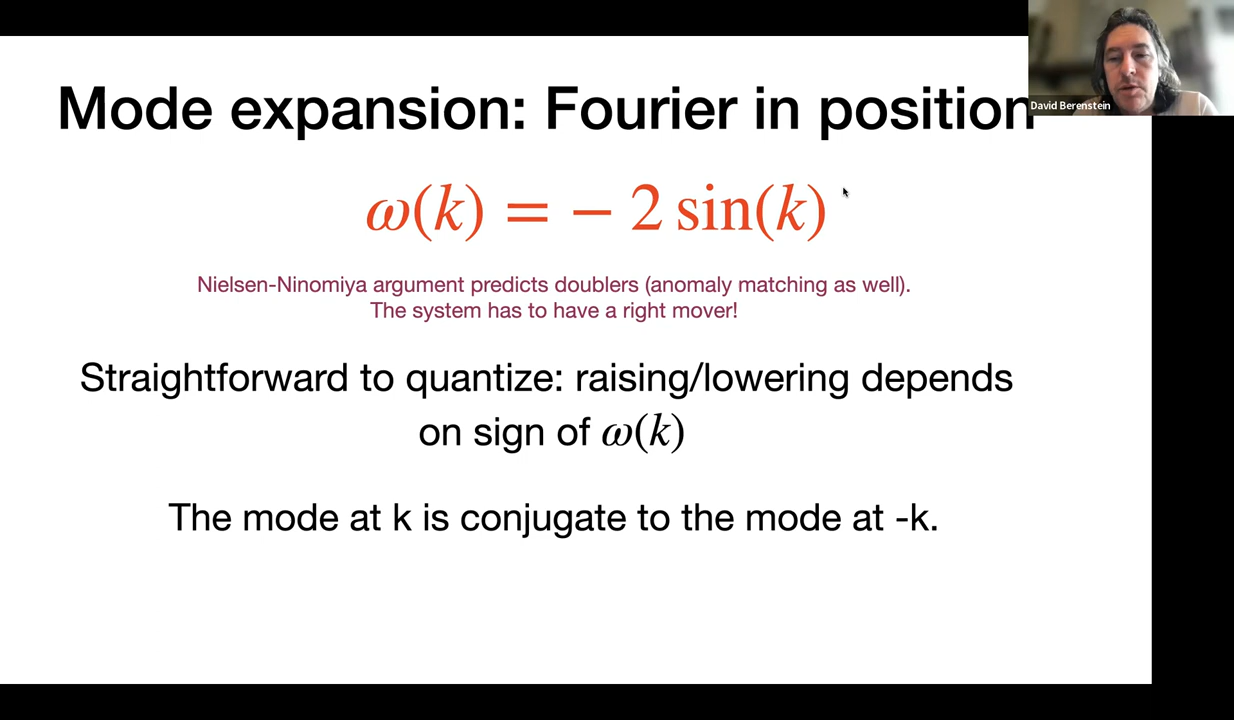 Mode expansion: Fourier in position
David Berenstein
ω(k) = − 2 sin(k)
Nielsen-Ninomiya argument predicts doublers (anomaly matching as well).
The system has to have a right mover!
Straightforward to quantize: raising/lowering depends
on sign of ω(k)
The mode at k is conjugate to the mode at -k.